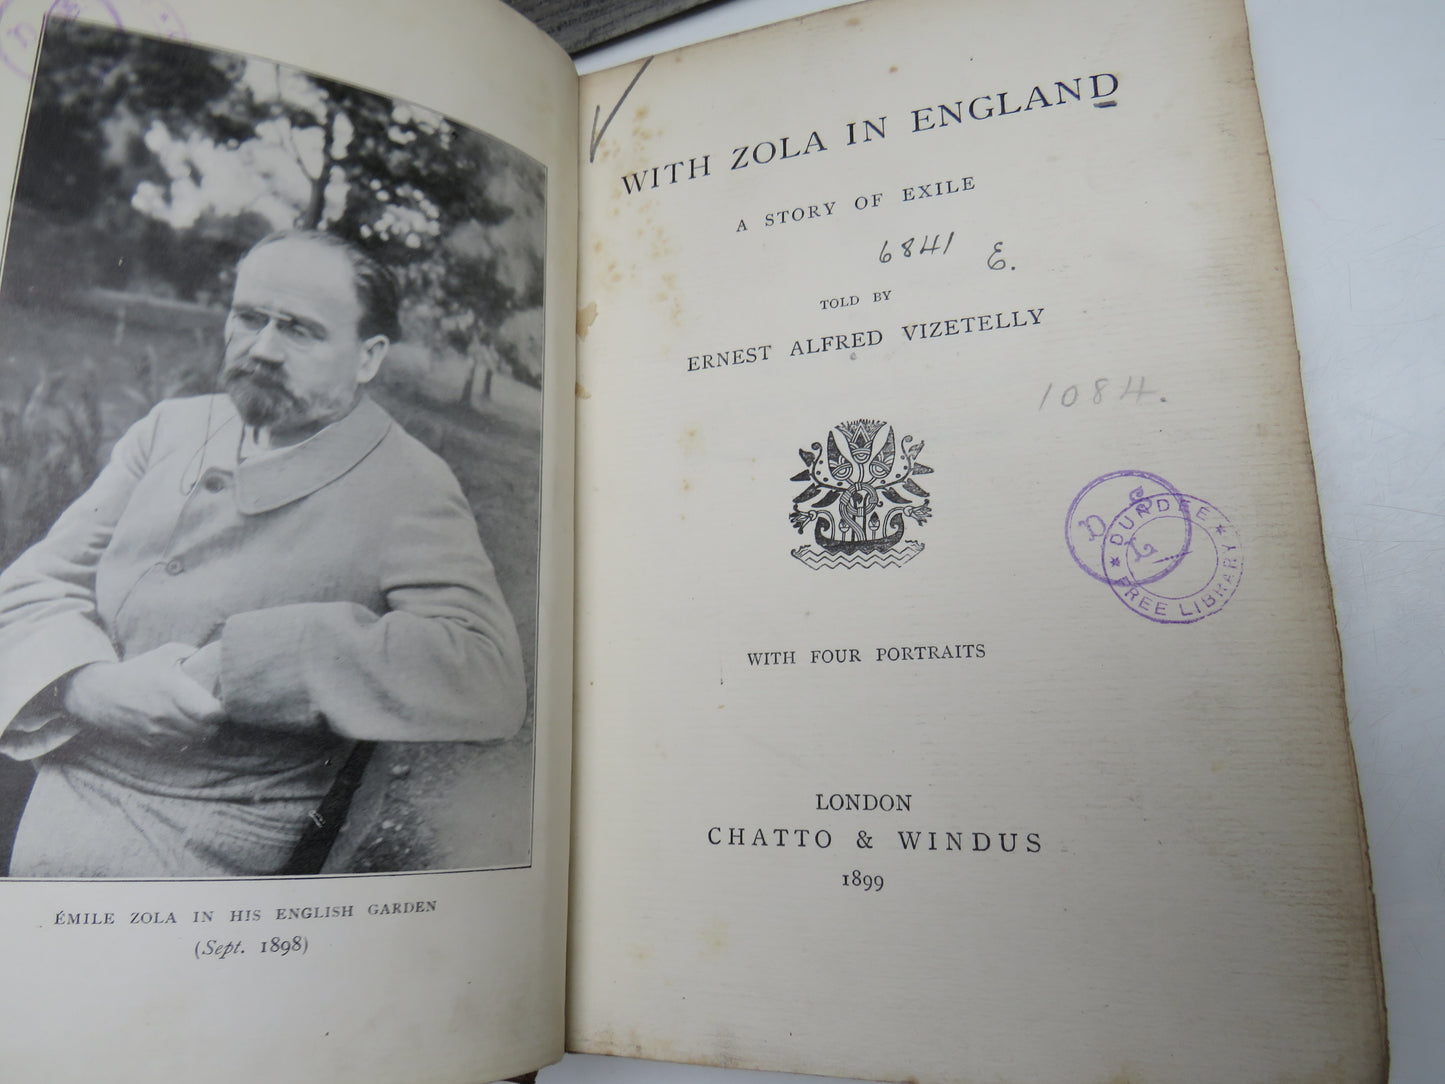 ÉMILE ZOLA IN HIS ENGLISH GARDEN
(Sept. 1898)
WITH ZOLA IN ENGLAND
A STORY OF EXILE
6841 E.
TOLD BY
ERNEST ALFRED VIZETELLY
1084.
D S
L
* DUNDEE *
FREE LIBRARY
WITH FOUR PORTRAITS
LONDON
CHATTO & WINDUS
1899